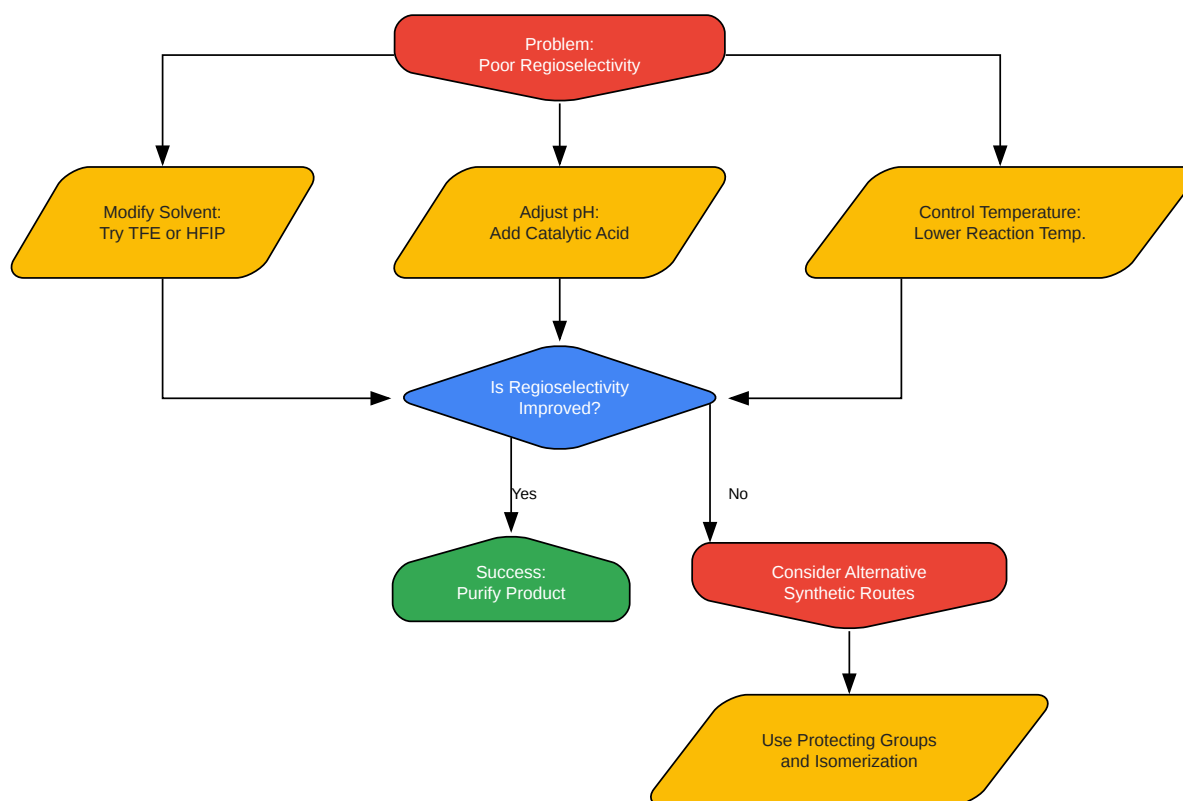 Problem:
Poor Regioselectivity
Modify Solvent:
Try TFE or HFIP
Adjust pH:
Add Catalytic Acid
Control Temperature:
Lower Reaction Temp.
Is Regioselectivity
Improved?
Yes
No
Success:
Purify Product
Consider Alternative
Synthetic Routes
Use Protecting Groups
and Isomerization